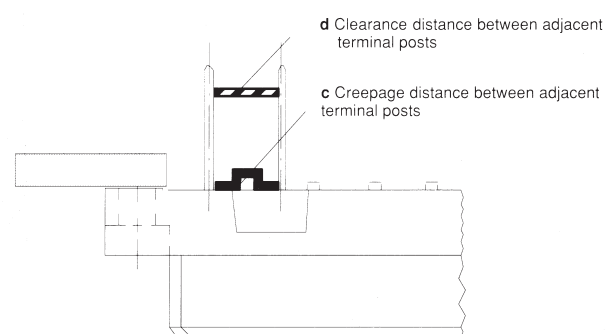 d Clearance distance between adjacent
terminal posts
c Creepage distance between adjacent
terminal posts